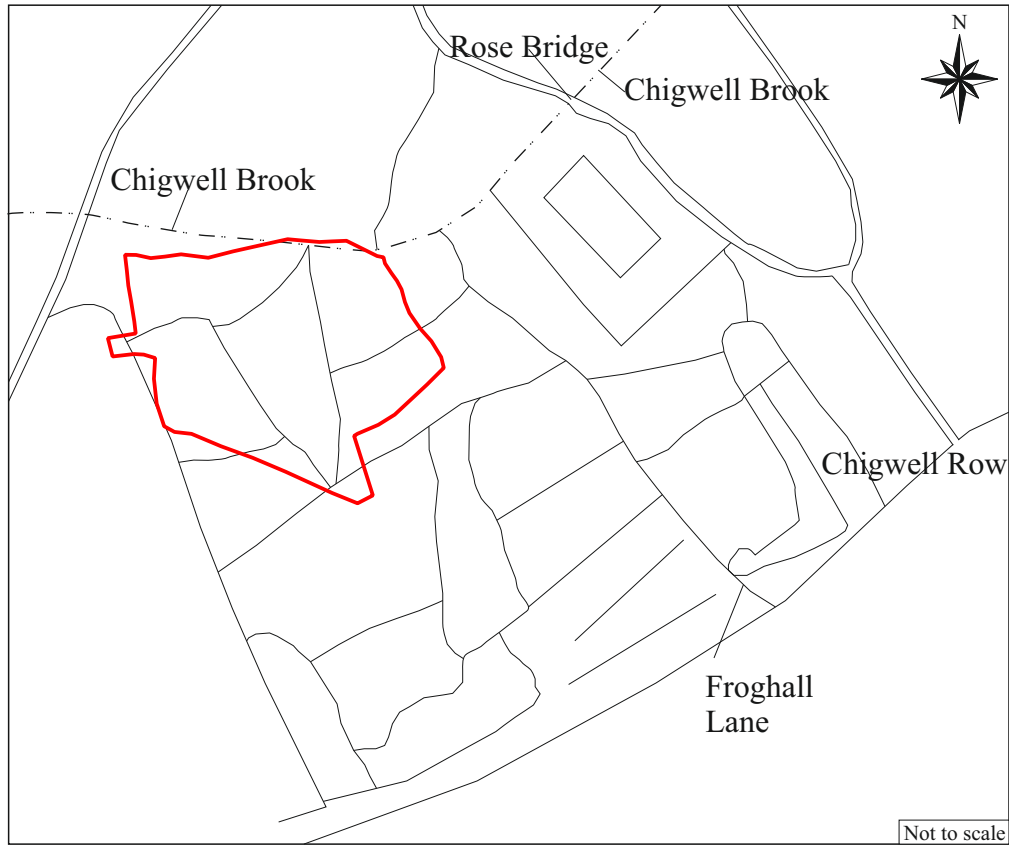 N
Rose Bridge
Chigwell Brook
Chigwell Brook
Chigwell Row
Froghall
Lane
Not to scale